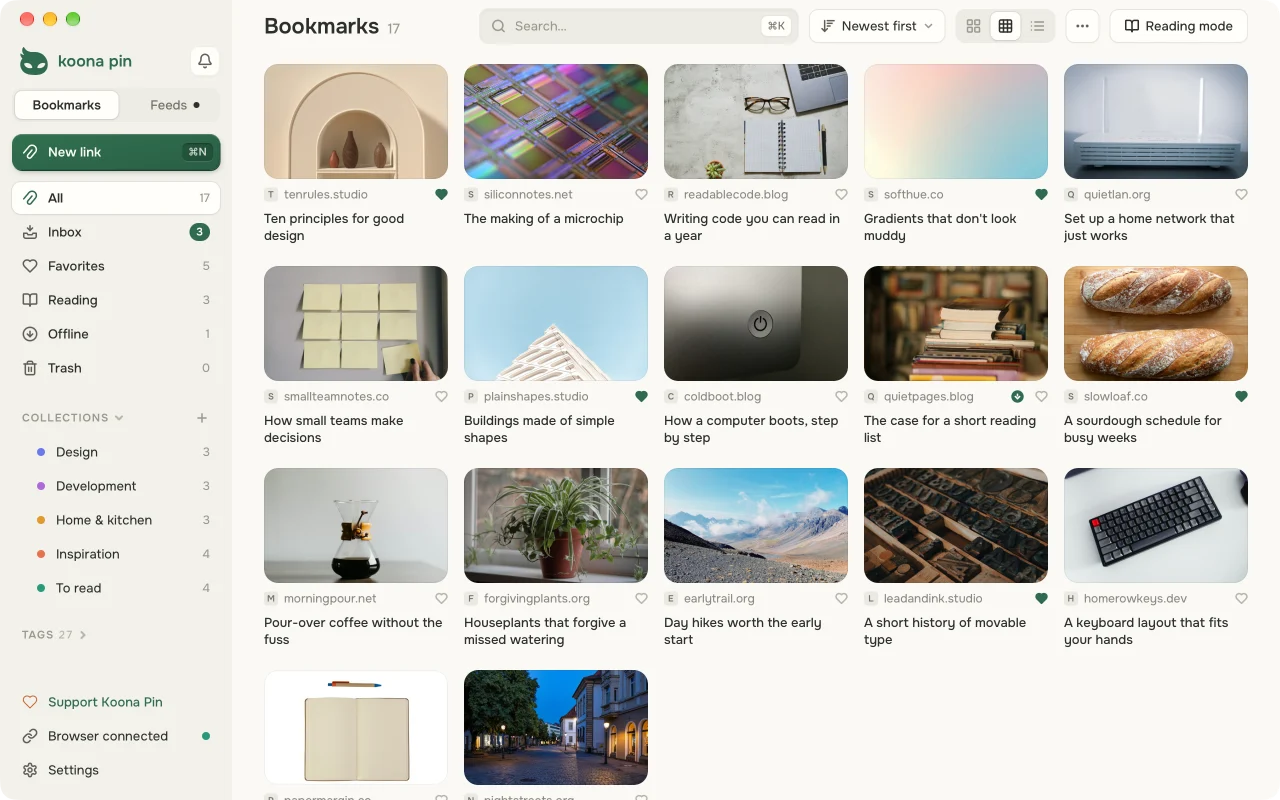 koona pin
Bookmarks
Feeds
New link
⌘N
All
17
Inbox
3
Favorites
5
Reading
3
Offline
1
Trash
0
COLLECTIONS
Design
3
Development
3
Home & kitchen
3
Inspiration
4
To read
4
TAGS 27
Support Koona Pin
Browser connected
Settings
Bookmarks 17
Search...
⌘K
Newest first
Reading mode
T tenrules.studio
Ten principles for good
design
S siliconnotes.net
The making of a microchip
R readablecode.blog
Writing code you can read in
a year
S softhue.co
Gradients that don't look
muddy
Q quietlan.org
Set up a home network that
just works
S smallteamnotes.co
How small teams make
decisions
P plainshapes.studio
Buildings made of simple
shapes
C coldboot.blog
How a computer boots, step
by step
Q quietpages.blog
The case for a short reading
list
S slowloaf.co
A sourdough schedule for
busy weeks
M morningpour.net
Pour-over coffee without the
fuss
F forgivingplants.org
Houseplants that forgive a
missed watering
E earlytrail.org
Day hikes worth the early
start
L leadandink.studio
A short history of movable
type
H homerowkeys.dev
A keyboard layout that fits
your hands